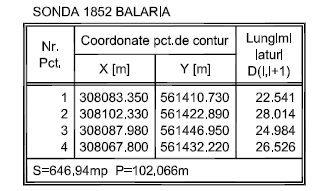 SONDA 1852 BALARIA
Nr. Pct.
Coordonate pct.de contur
X [m]
Y [m]
Lungimi laturi D(i,i+1)
1 308083.350 561410.730 22.541
2 308102.330 561422.890 28.014
3 308087.980 561446.950 24.984
4 308067.800 561432.220 26.526
S=646,94mp P=102,066m